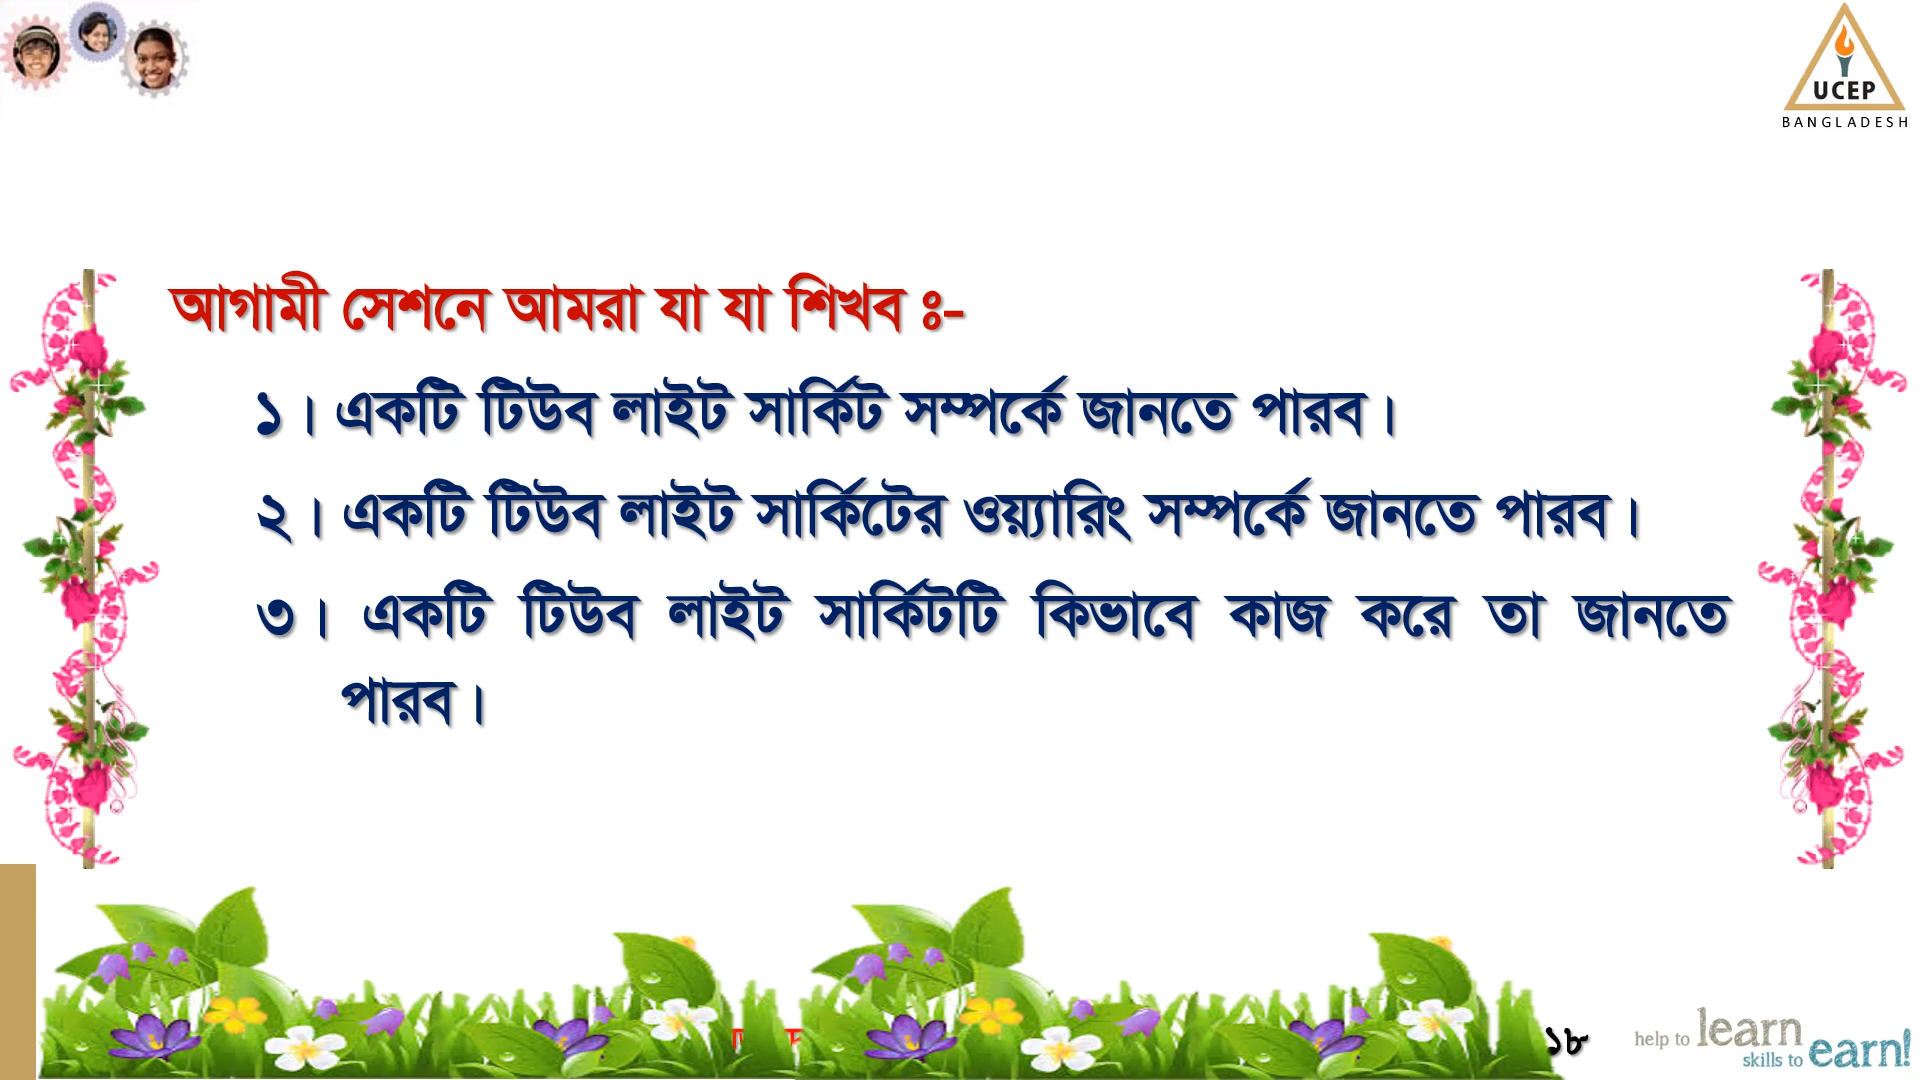 UCEP
BANGLADESH
আগামী সেশনে আমরা যা যা শিখব ঃ-
১। একটি টিউব লাইট সার্কিট সম্পর্কে জানতে পারব।
২। একটি টিউব লাইট সার্কিটের ওয়্যারিং সম্পর্কে জানতে পারব।
৩। একটি টিউব লাইট সার্কিটটি কিভাবে কাজ করে তা জানতে
পারব।
১৮
help to learn
skills to earn!